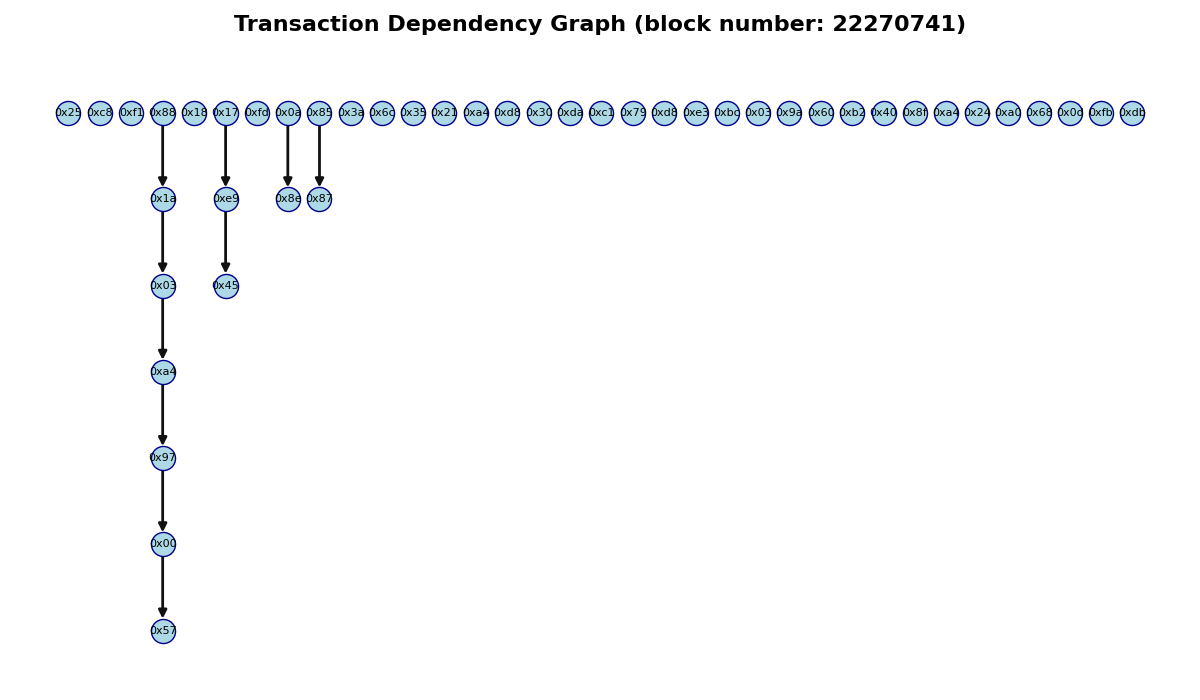 Transaction Dependency Graph (block number: 22270741)
0x25 0xc8 0xf1 0x88 0x18 0x17 0xfd 0x0a 0x85 0x3a 0x6c 0x35 0x21 0xa4 0xd8 0x30 0xda 0xc1 0x79 0xd8 0xe3 0xbc 0x03 0x9a 0x60 0xb2 0x40 0x8f 0xa4 0x24 0xa0 0x68 0x0d 0xfb 0xdb
0x1a 0xe9 0x8e 0x87
0x03 0x45
0xa4
0x97
0x00
0x57